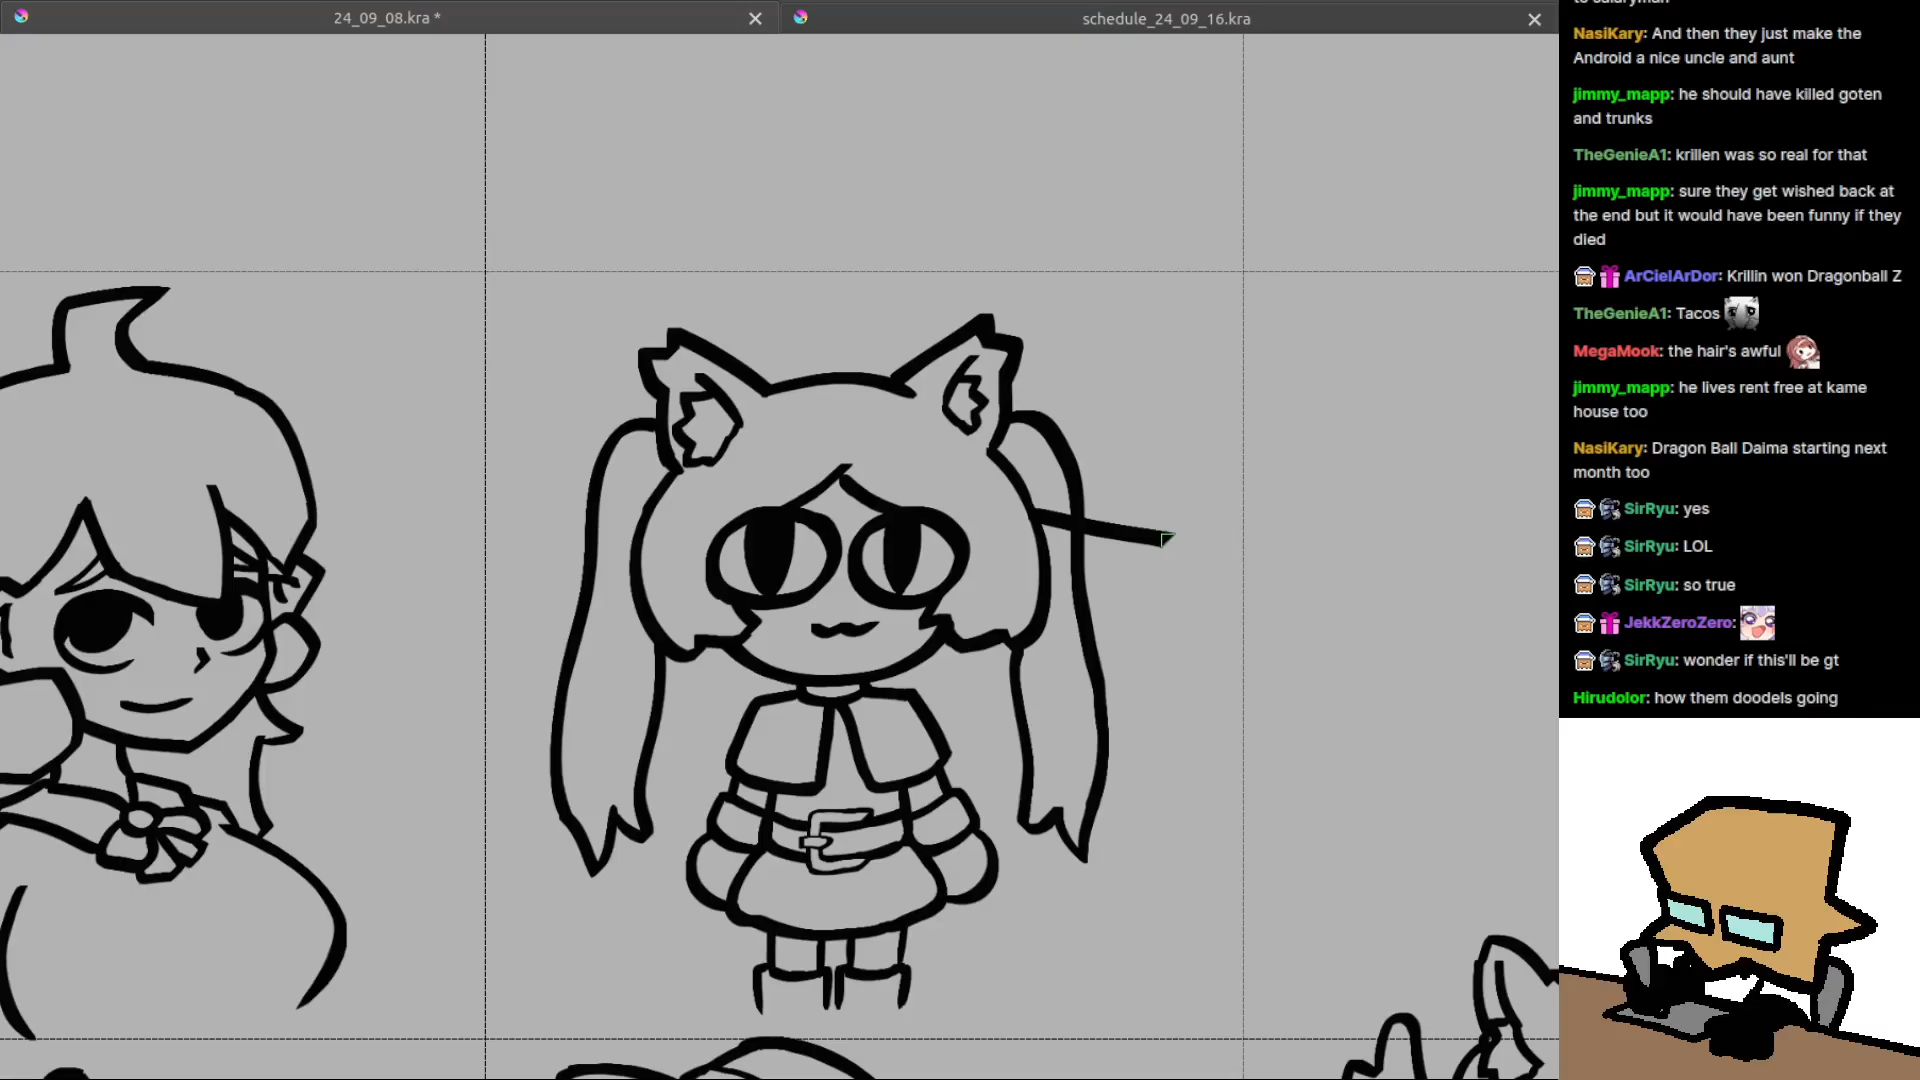 24_09_08.kra *
schedule_24_09_16.kra
NasiKary: And then they just make the
Android a nice uncle and aunt
jimmy_mapp: he should have killed goten
and trunks
TheGenieA1: krillen was so real for that
jimmy_mapp: sure they get wished back at
the end but it would have been funny if they
died
ArCielArDor: Krillin won Dragonball Z
TheGenieA1: Tacos
MegaMook: the hair's awful
jimmy_mapp: he lives rent free at kame
house too
NasiKary: Dragon Ball Daima starting next
month too
SirRyu: yes
SirRyu: LOL
SirRyu: so true
JekkZeroZero:
SirRyu: wonder if this'll be gt
Hirudolor: how them doodels going